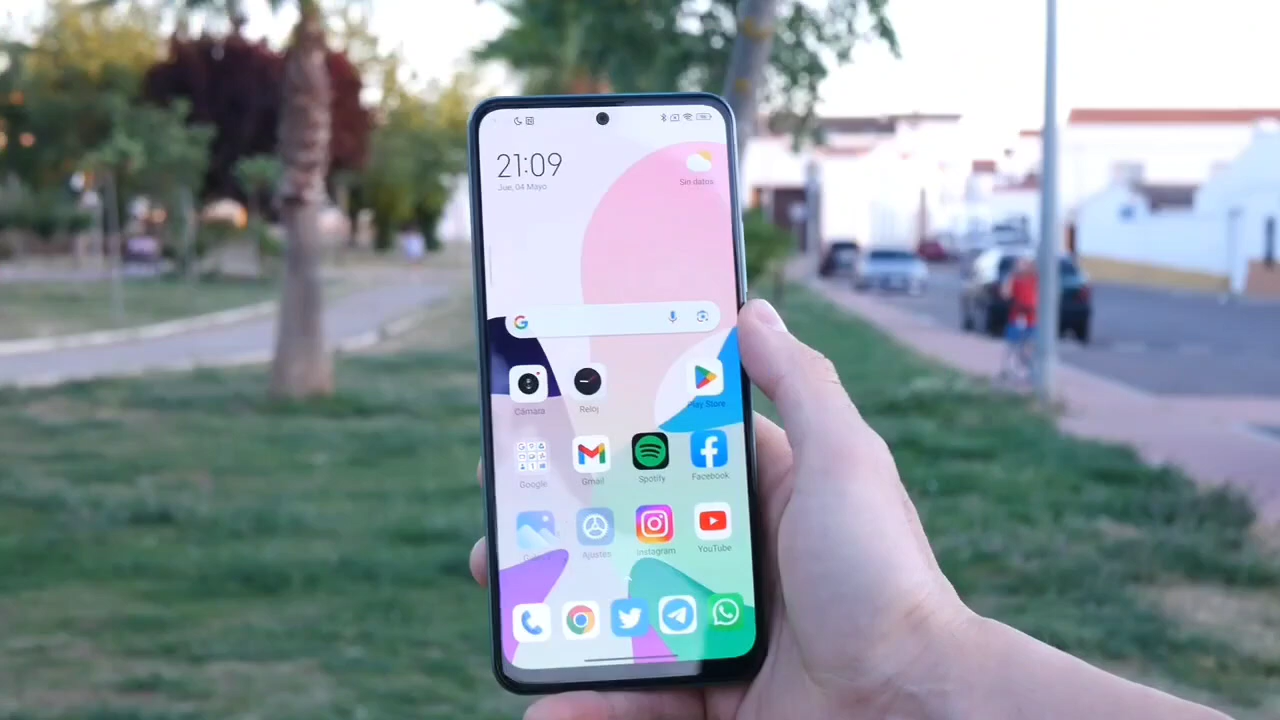 21:09
Jue, 04 Mayo
Sin datos
Cámara
Reloj
Play Store
Google
Gmail
Spotify
Facebook
Ajustes
Instagram
YouTube